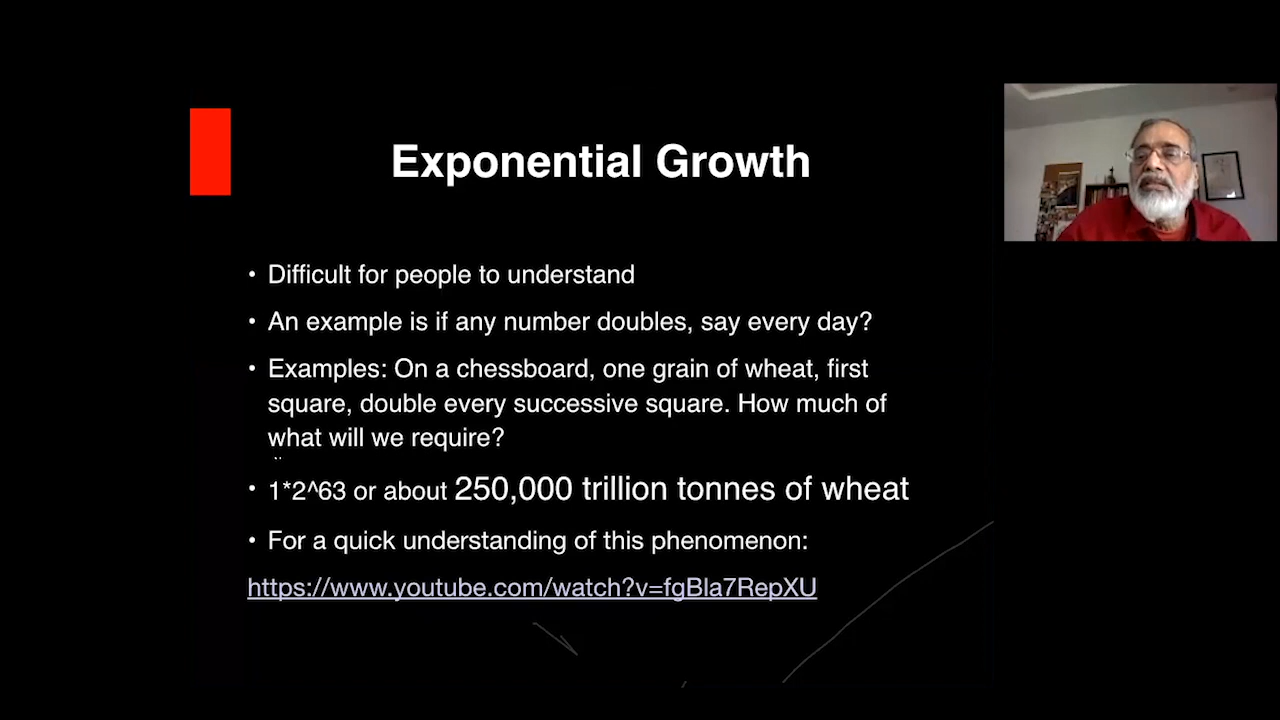 Exponential Growth
• Difficult for people to understand
• An example is if any number doubles, say every day?
• Examples: On a chessboard, one grain of wheat, first
square, double every successive square. How much of
what will we require?
• 1*2^63 or about 250,000 trillion tonnes of wheat
• For a quick understanding of this phenomenon:
https://www.youtube.com/watch?v=fgBla7RepXU